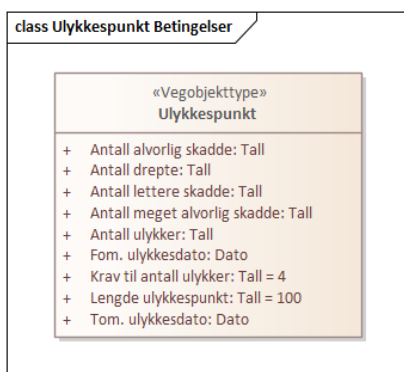 class Ulykkespunkt Betingelser
«Vegobjekttype»
Ulykkespunkt
+ Antall alvorlig skadde: Tall
+ Antall drepte: Tall
+ Antall lettere skadde: Tall
+ Antall meget alvorlig skadde: Tall
+ Antall ulykker: Tall
+ Fom. ulykkesdato: Dato
+ Krav til antall ulykker: Tall = 4
+ Lengde ulykkespunkt: Tall = 100
+ Tom. ulykkesdato: Dato